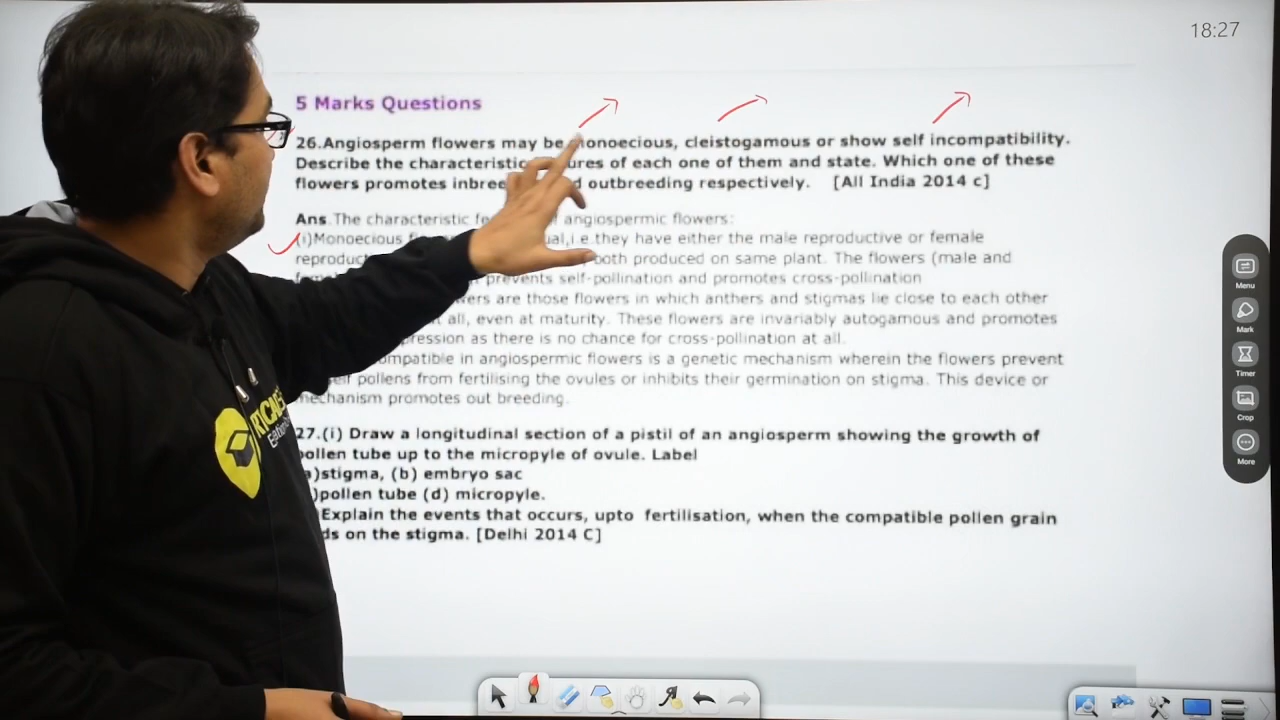 18:27
5 Marks Questions
26.Angiosperm flowers may be monoecious, cleistogamous or show self incompatibility.
Describe the characteristic of each one of them and state. Which one of these
flowers promotes outbreeding respectively. [All India 2014 c]
Ans.The characteristic angiospermic flowers:
(i)Monoecious i.e.they have either the male reproductive or female
both produced on same plant. The flowers (male and
prevents self-pollination and promotes cross-pollination
are those flowers in which anthers and stigmas lie close to each other
all, even at maturity. These flowers are invariably autogamous and promotes
as there is no chance for cross-pollination at all.
in angiospermic flowers is a genetic mechanism wherein the flowers prevent
pollens from fertilising the ovules or inhibits their germination on stigma. This device or
mechanism promotes out breeding.
27.(i) Draw a longitudinal section of a pistil of an angiosperm showing the growth of
pollen tube up to the micropyle of ovule. Label
)stigma, (b) embryo sac
)pollen tube (d) micropyle.
Explain the events that occurs, upto fertilisation, when the compatible pollen grain
on the stigma. [Delhi 2014 C]
Menu
Mark
Timer
Crop
More